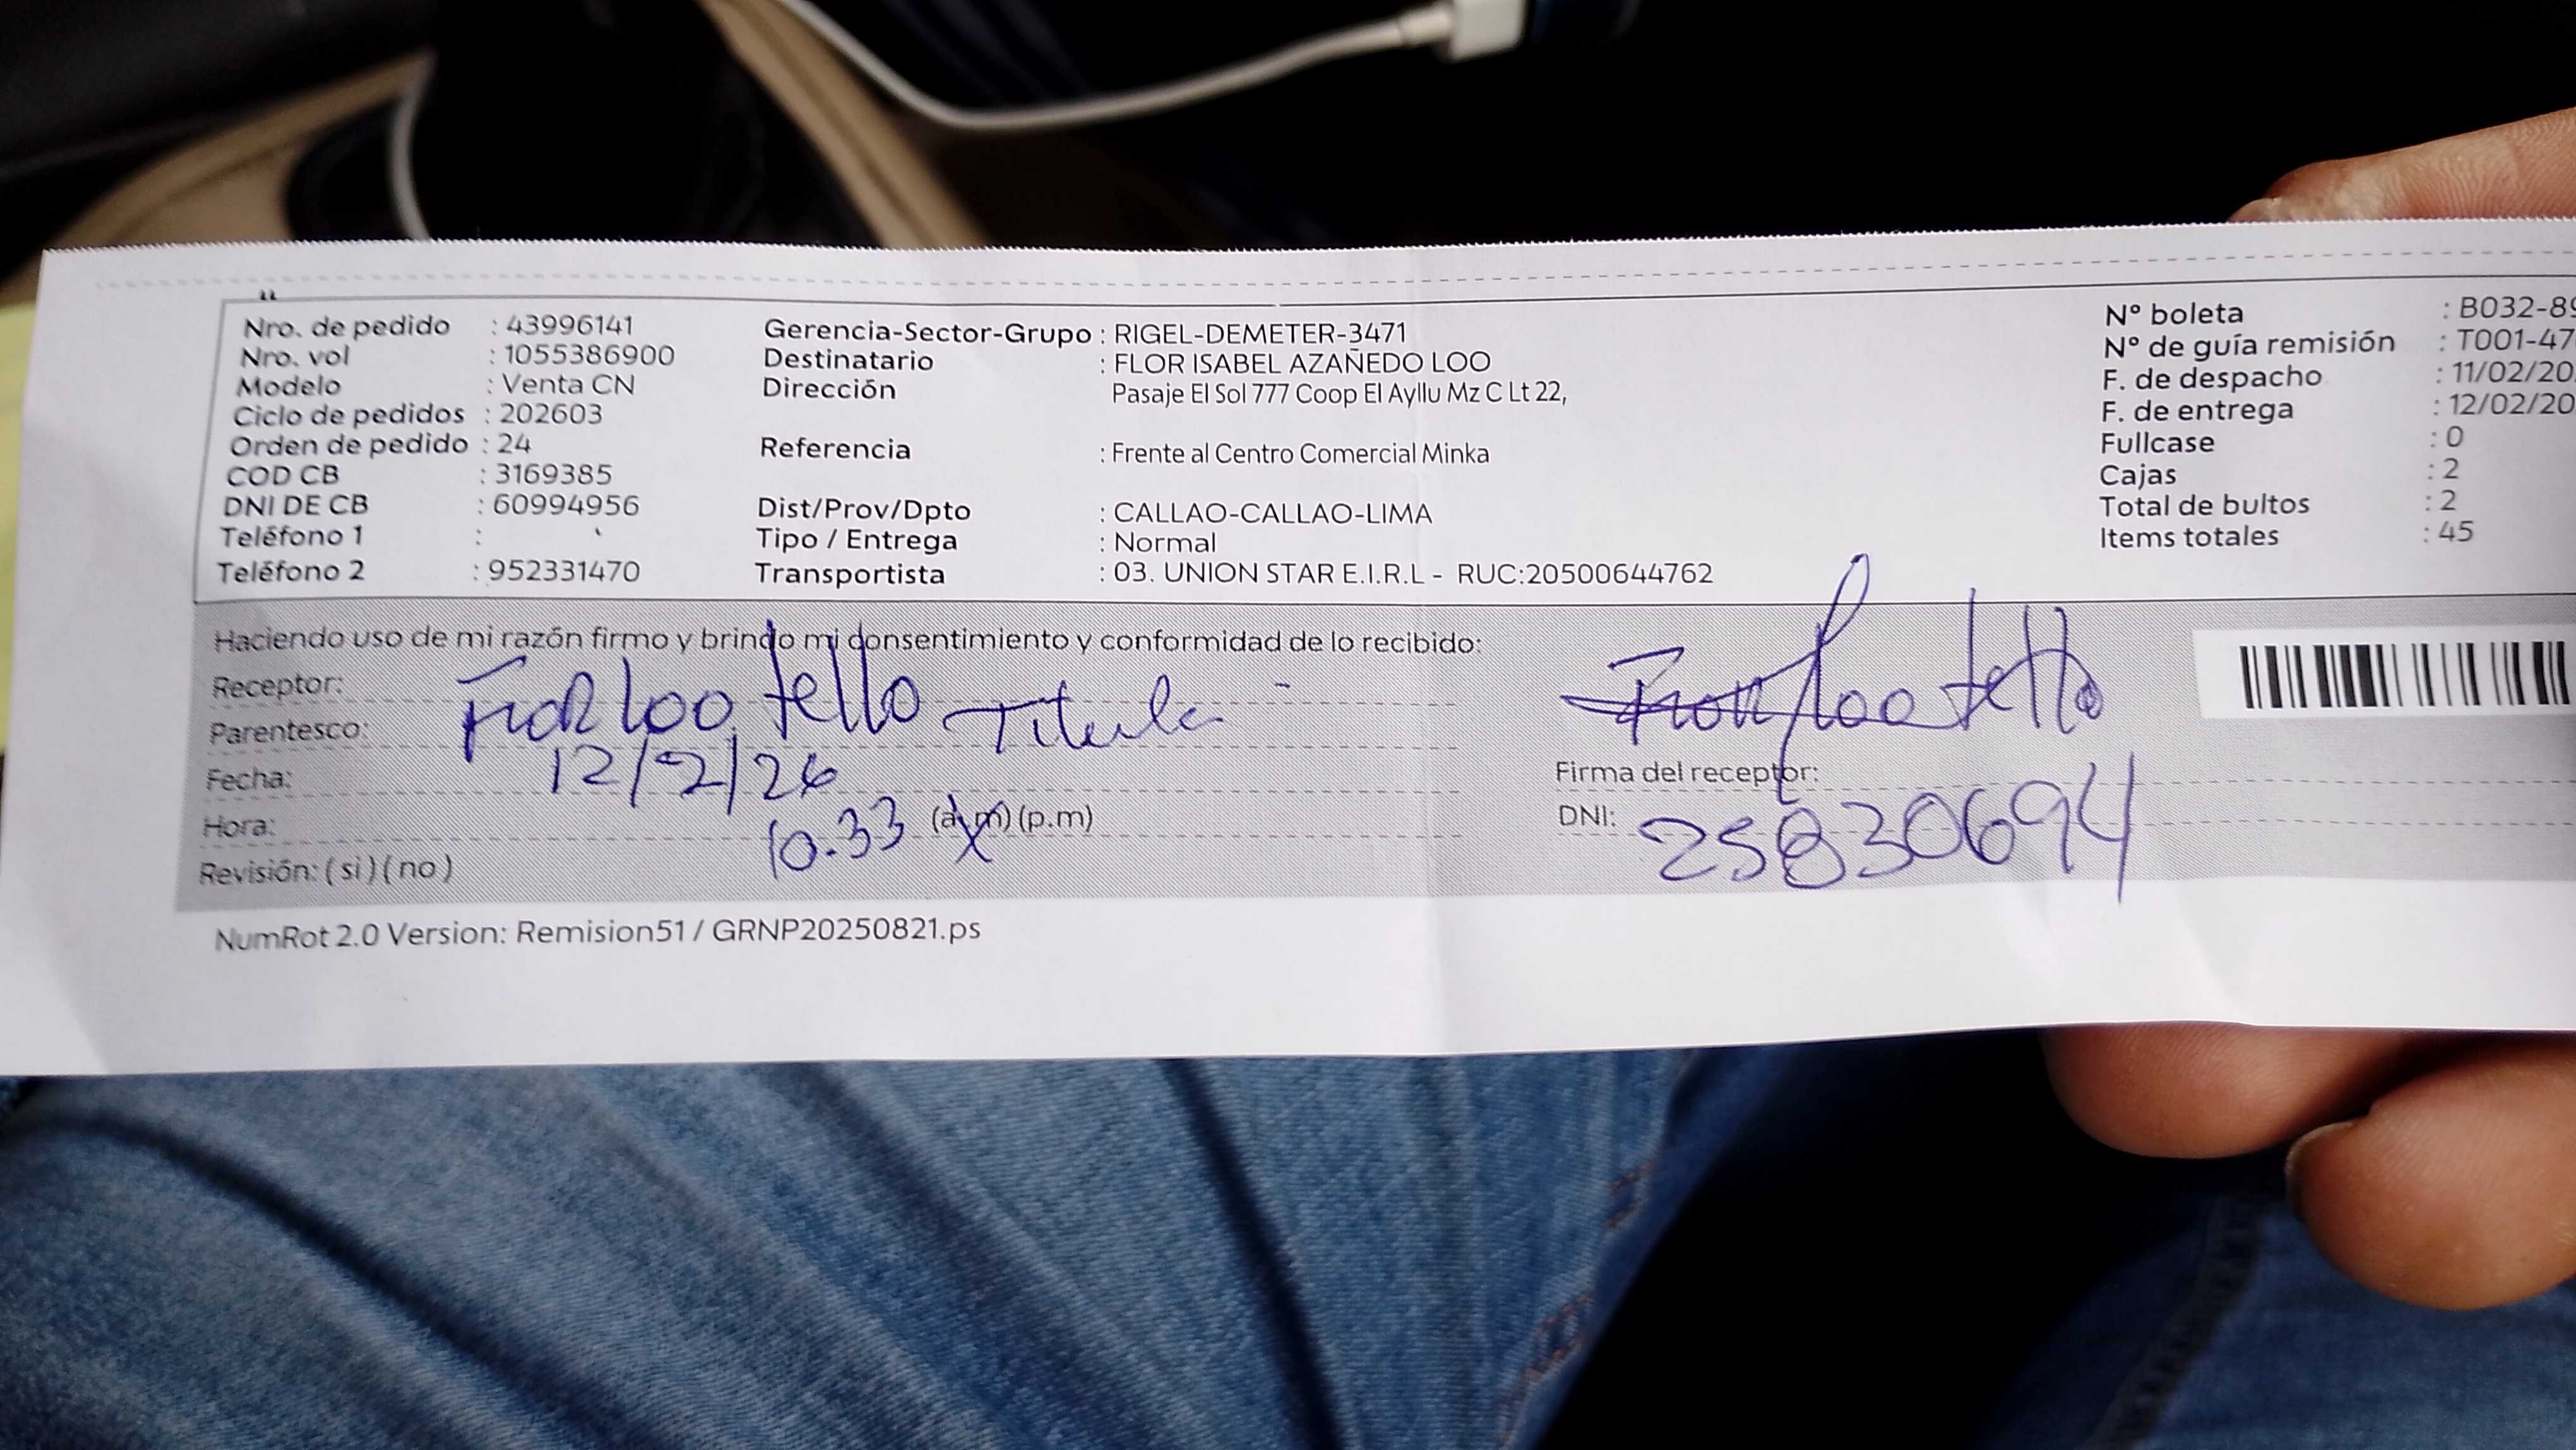 Nro. de pedido : 43996141
Nro. vol : 1055386900
Modelo : Venta CN
Ciclo de pedidos : 202603
Orden de pedido : 24
COD CB : 3169385
DNI DE CB : 60994956
Teléfono 1 :
Teléfono 2 : 952331470
Gerencia-Sector-Grupo : RIGEL-DEMETER-3471
Destinatario : FLOR ISABEL AZAÑEDO LOO
Dirección Pasaje El Sol 777 Coop El Ayllu Mz C Lt 22,
Referencia : Frente al Centro Comercial Minka
Dist/Prov/Dpto : CALLAO-CALLAO-LIMA
Tipo / Entrega : Normal
Transportista : 03. UNION STAR E.I.R.L - RUC:20500644762
N° boleta : B032-89
N° de guía remisión : T001-47
F. de despacho : 11/02/20
F. de entrega : 12/02/20
Fullcase : 0
Cajas : 2
Total de bultos : 2
Items totales : 45
Haciendo uso de mi razón firmo y brindo mi consentimiento y conformidad de lo recibido:
Receptor: Loo Tello
Parentesco: Titular
Fecha: 12/2/26
Hora: 10.33 (a.m) (p.m)
Revisión: (si) (no)
Loo Tello
Firma del receptor:
DNI: 25830694
NumRot 2.0 Version: Remision51 / GRNP20250821.ps